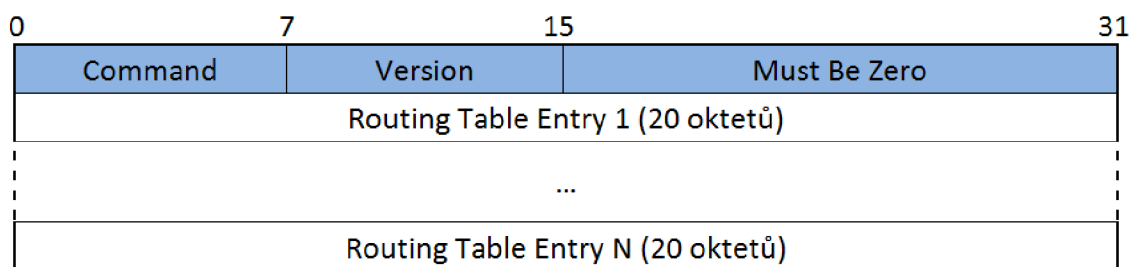 0 7 15 31
Command Version Must Be Zero
Routing Table Entry 1 (20 oktetů)
...
Routing Table Entry N (20 oktetů)